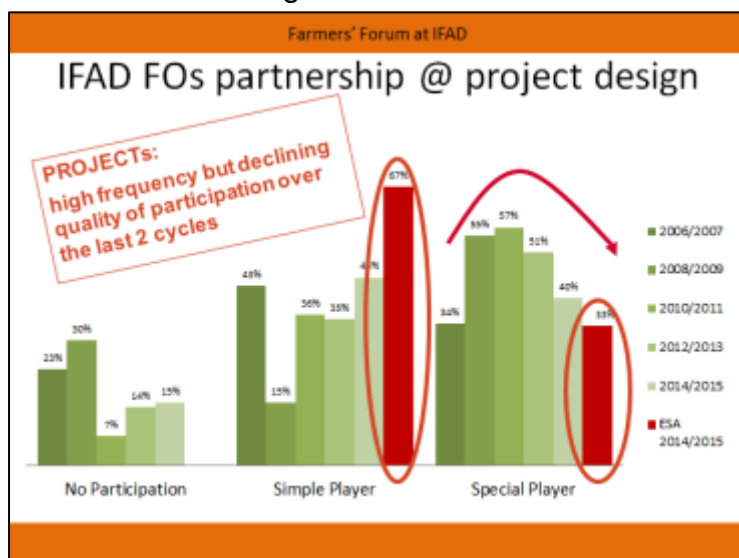 Farmers' Forum at IFAD
IFAD FOs partnership @ project design
PROJECTs:
high frequency but declining
quality of participation over
the last 2 cycles
23%
30%
7%
14%
15%
43%
15%
36%
35%
67%
34%
55%
57%
51%
40%
33%
No Participation
Simple Player
Special Player
2006/2007
2008/2009
2010/2011
2012/2013
2014/2015
ESA
2014/2015